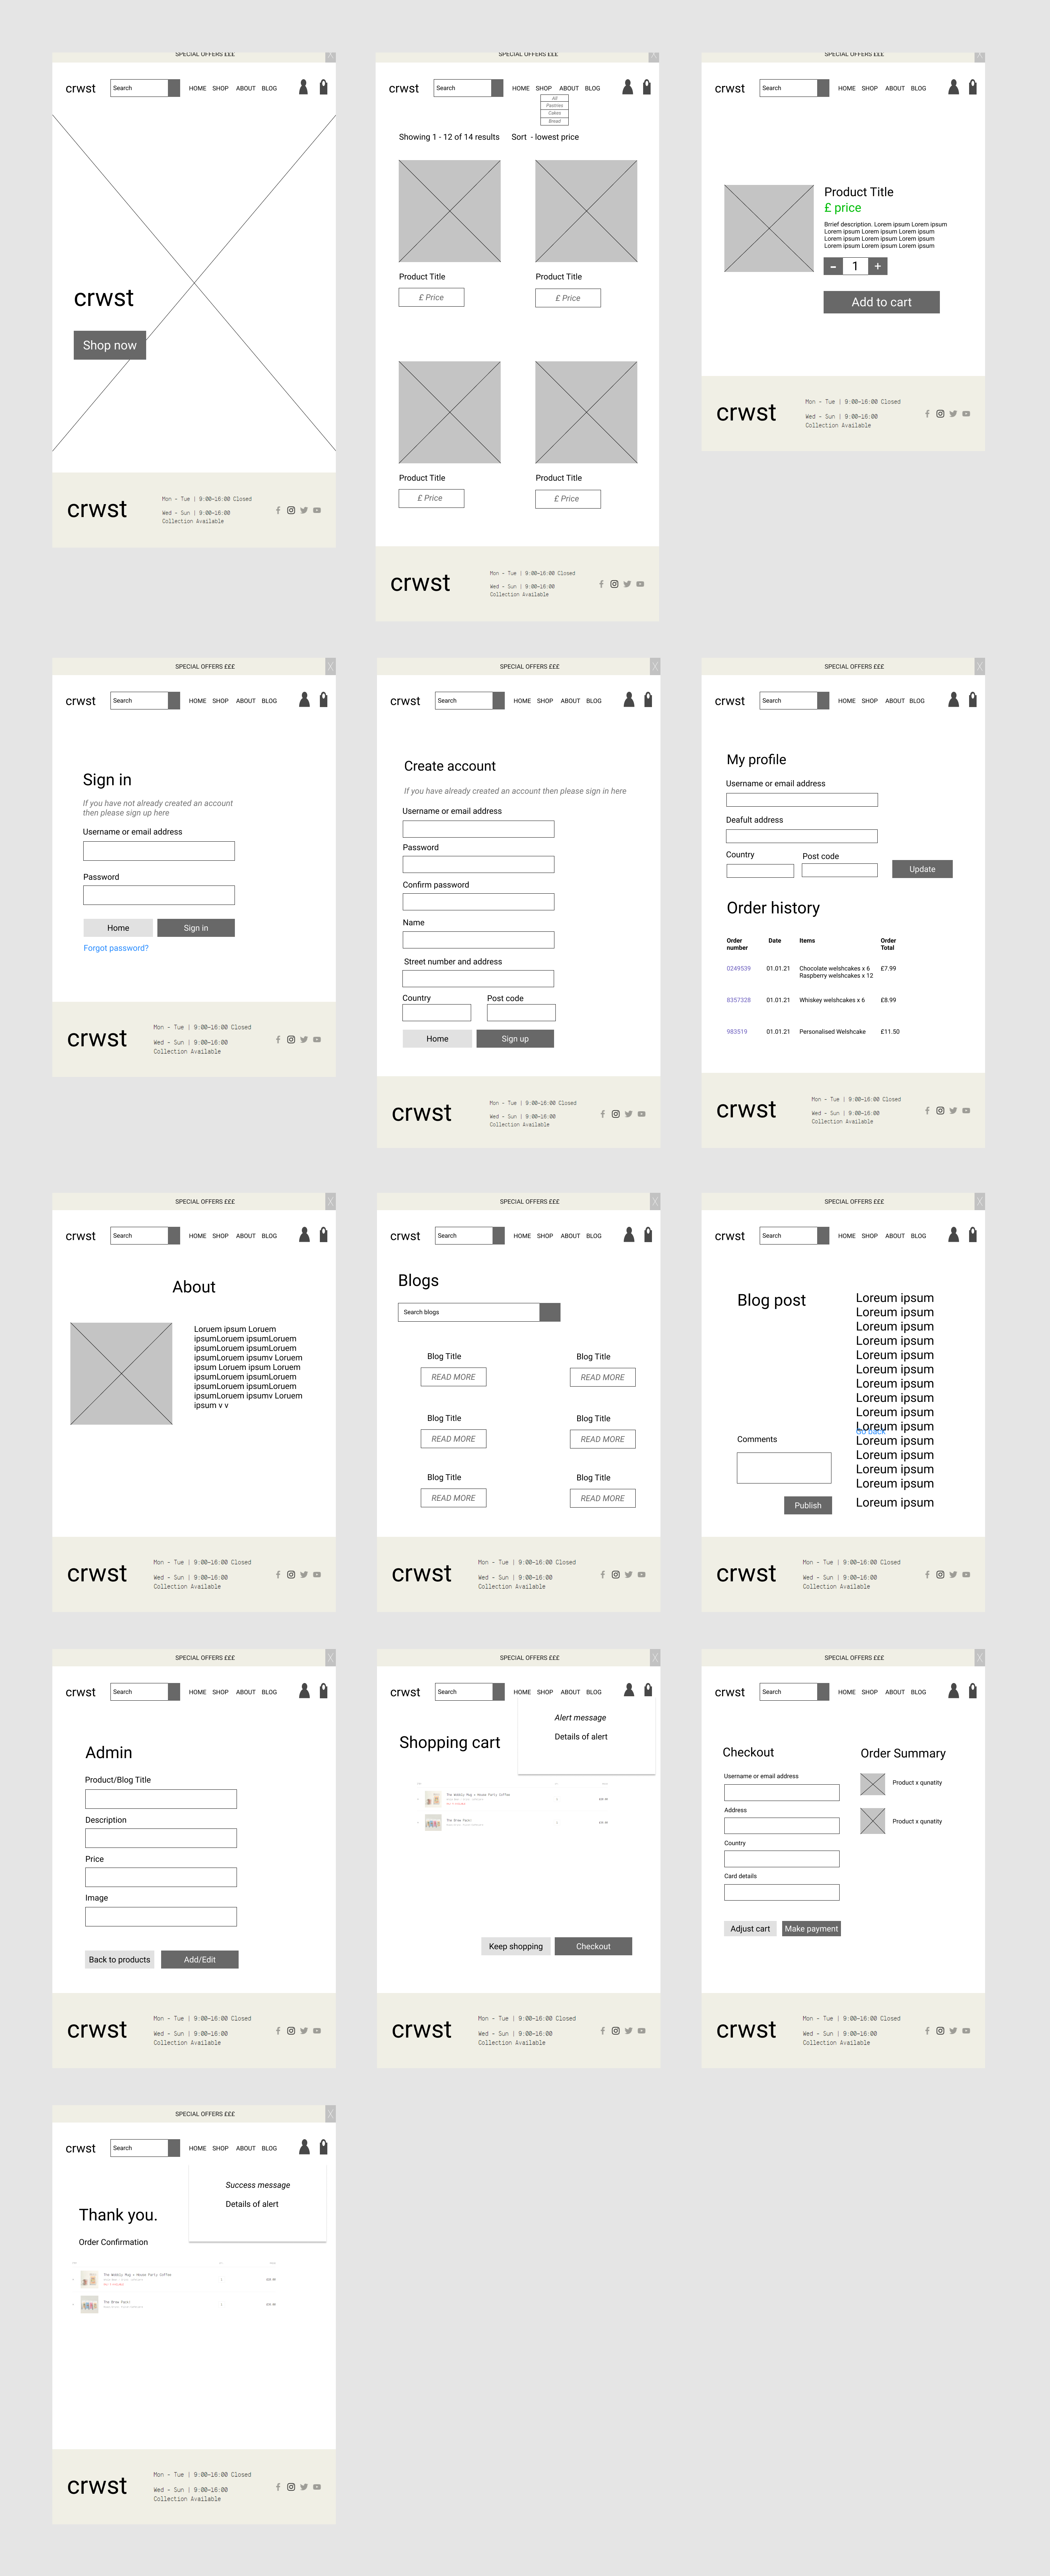 SPECIAL OFFERS £££
X
crwst
Search
HOME SHOP ABOUT BLOG
crwst
Shop now
crwst
Mon - Tue | 9:00-16:00 Closed
Wed - Sun | 9:00-16:00
Collection Available
SPECIAL OFFERS £££
crwst
Search
HOME SHOP ABOUT BLOG
All
Pastries
Cakes
Bread
Showing 1 - 12 of 14 results Sort - lowest price
Product Title
£ Price
Product Title
£ Price
Product Title
£ Price
Product Title
£ Price
crwst
Mon - Tue | 9:00-16:00 Closed
Wed - Sun | 9:00-16:00
Collection Available
SPECIAL OFFERS £££
crwst
Search
HOME SHOP ABOUT BLOG
Product Title
£ price
Brrief description. Lorem ipsum Lorem ipsum
Lorem ipsum Lorem ipsum Lorem ipsum
Lorem ipsum Lorem ipsum Lorem ipsum
Lorem ipsum Lorem ipsum Lorem ipsum
- 1 +
Add to cart
crwst
Mon - Tue | 9:00-16:00 Closed
Wed - Sun | 9:00-16:00
Collection Available
SPECIAL OFFERS £££
X
crwst
Search
HOME SHOP ABOUT BLOG
Sign in
If you have not already created an account
then please sign up here
Username or email address
Password
Home
Sign in
Forgot password?
crwst
Mon - Tue | 9:00-16:00 Closed
Wed - Sun | 9:00-16:00
Collection Available
SPECIAL OFFERS £££
X
crwst
Search
HOME SHOP ABOUT BLOG
Create account
If you have already created an account then please sign in here
Username or email address
Password
Confirm password
Name
Street number and address
Country
Post code
Home
Sign up
crwst
Mon - Tue | 9:00-16:00 Closed
Wed - Sun | 9:00-16:00
Collection Available
SPECIAL OFFERS £££
X
crwst
Search
HOME SHOP ABOUT BLOG
My profile
Username or email address
Deafult address
Country
Post code
Update
Order history
Order number Date Items Order Total
0249539 01.01.21 Chocolate welshcakes x 6 £7.99
Raspberry welshcakes x 12
8357328 01.01.21 Whiskey welshcakes x 6 £8.99
983519 01.01.21 Personalised Welshcake £11.50
crwst
Mon - Tue | 9:00-16:00 Closed
Wed - Sun | 9:00-16:00
Collection Available
SPECIAL OFFERS £££
X
crwst
Search
HOME SHOP ABOUT BLOG
About
Loruem ipsum Loruem
ipsumLoruem ipsumLoruem
ipsumLoruem ipsumLoruem
ipsumLoruem ipsumv Loruem
ipsum Loruem ipsum Loruem
ipsumLoruem ipsumLoruem
ipsumLoruem ipsumLoruem
ipsumLoruem ipsumv Loruem
ipsum v v
crwst
Mon - Tue | 9:00-16:00 Closed
Wed - Sun | 9:00-16:00
Collection Available
SPECIAL OFFERS £££
X
crwst
Search
HOME SHOP ABOUT BLOG
Blogs
Search blogs
Blog Title
READ MORE
Blog Title
READ MORE
Blog Title
READ MORE
Blog Title
READ MORE
Blog Title
READ MORE
Blog Title
READ MORE
crwst
Mon - Tue | 9:00-16:00 Closed
Wed - Sun | 9:00-16:00
Collection Available
SPECIAL OFFERS £££
X
crwst
Search
HOME SHOP ABOUT BLOG
Blog post
Loreum ipsum
Loreum ipsum
Loreum ipsum
Loreum ipsum
Loreum ipsum
Loreum ipsum
Loreum ipsum
Loreum ipsum
Loreum ipsum
Loreum ipsum
Go back
Loreum ipsum
Loreum ipsum
Loreum ipsum
Loreum ipsum
Loreum ipsum
Comments
Publish
crwst
Mon - Tue | 9:00-16:00 Closed
Wed - Sun | 9:00-16:00
Collection Available
SPECIAL OFFERS £££
X
crwst
Search
HOME SHOP ABOUT BLOG
Admin
Product/Blog Title
Description
Price
Image
Back to products
Add/Edit
crwst
Mon - Tue | 9:00-16:00 Closed
Wed - Sun | 9:00-16:00
Collection Available
SPECIAL OFFERS £££
X
crwst
Search
HOME SHOP ABOUT BLOG
Alert message
Details of alert
Shopping cart
The Wobbly Mug + House Party Coffee
The Brew Pack!
Keep shopping
Checkout
crwst
Mon - Tue | 9:00-16:00 Closed
Wed - Sun | 9:00-16:00
Collection Available
SPECIAL OFFERS £££
X
crwst
Search
HOME SHOP ABOUT BLOG
Checkout
Username or email address
Address
Country
Card details
Adjust cart
Make payment
Order Summary
Product x qunatity
Product x qunatity
crwst
Mon - Tue | 9:00-16:00 Closed
Wed - Sun | 9:00-16:00
Collection Available
SPECIAL OFFERS £££
X
crwst
Search
HOME SHOP ABOUT BLOG
Success message
Details of alert
Thank you.
Order Confirmation
The Wobbly Mug + House Party Coffee
The Brew Pack!
crwst
Mon - Tue | 9:00-16:00 Closed
Wed - Sun | 9:00-16:00
Collection Available